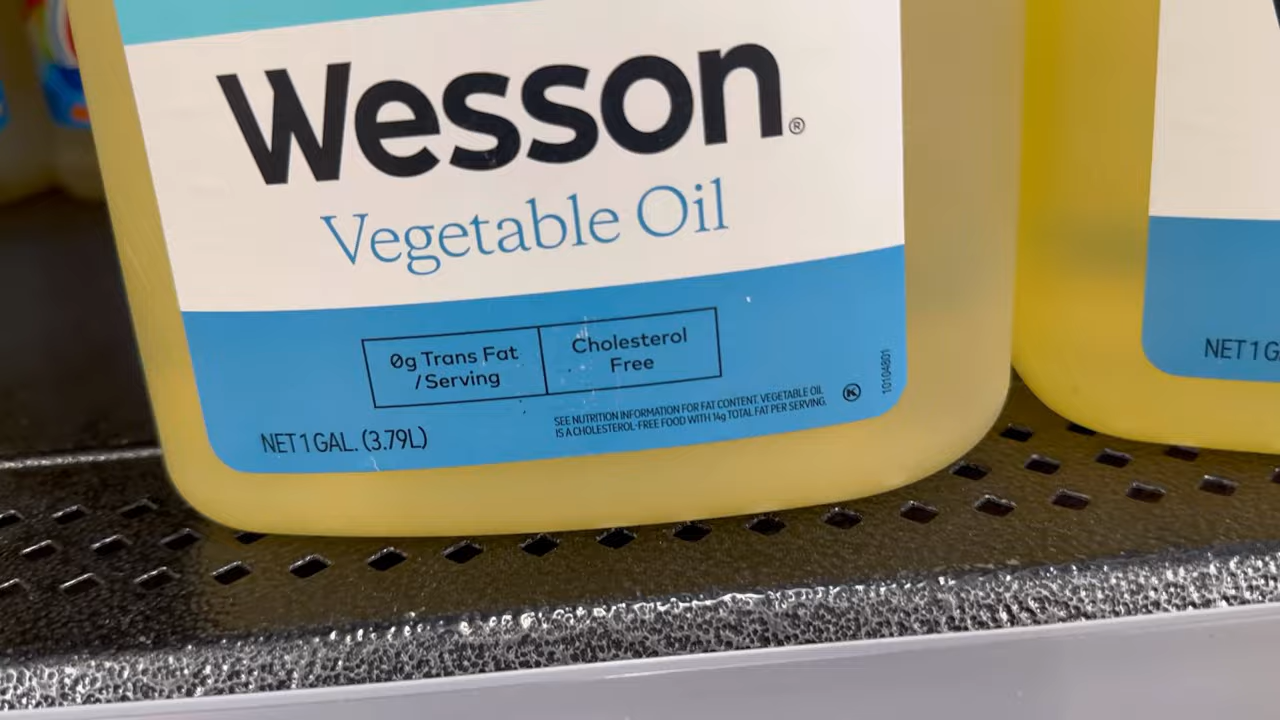 Wesson®
Vegetable Oil
0g Trans Fat
/Serving
Cholesterol
Free
SEE NUTRITION INFORMATION FOR FAT CONTENT. VEGETABLE OIL
IS A CHOLESTEROL-FREE FOOD WITH 14g TOTAL FAT PER SERVING.
K
10104801
NET 1 GAL. (3.79L)
NET 1 G